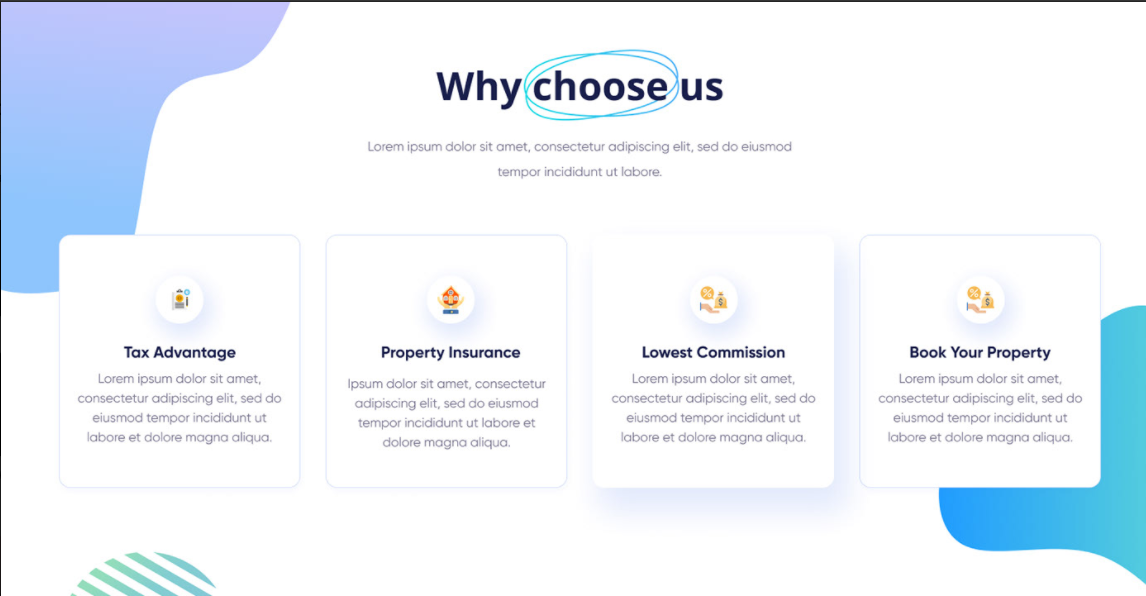 Why choose us
Lorem ipsum dolor sit amet, consectetur adipiscing elit, sed do eiusmod
tempor incididunt ut labore.
Tax Advantage
Lorem ipsum dolor sit amet,
consectetur adipiscing elit, sed do
eiusmod tempor incididunt ut
labore et dolore magna aliqua.
Property Insurance
Ipsum dolor sit amet, consectetur
adipiscing elit, sed do eiusmod
tempor incididunt ut labore et
dolore magna aliqua.
Lowest Commission
Lorem ipsum dolor sit amet,
consectetur adipiscing elit, sed do
eiusmod tempor incididunt ut
labore et dolore magna aliqua.
Book Your Property
Lorem ipsum dolor sit amet,
consectetur adipiscing elit, sed do
eiusmod tempor incididunt ut
labore et dolore magna aliqua.